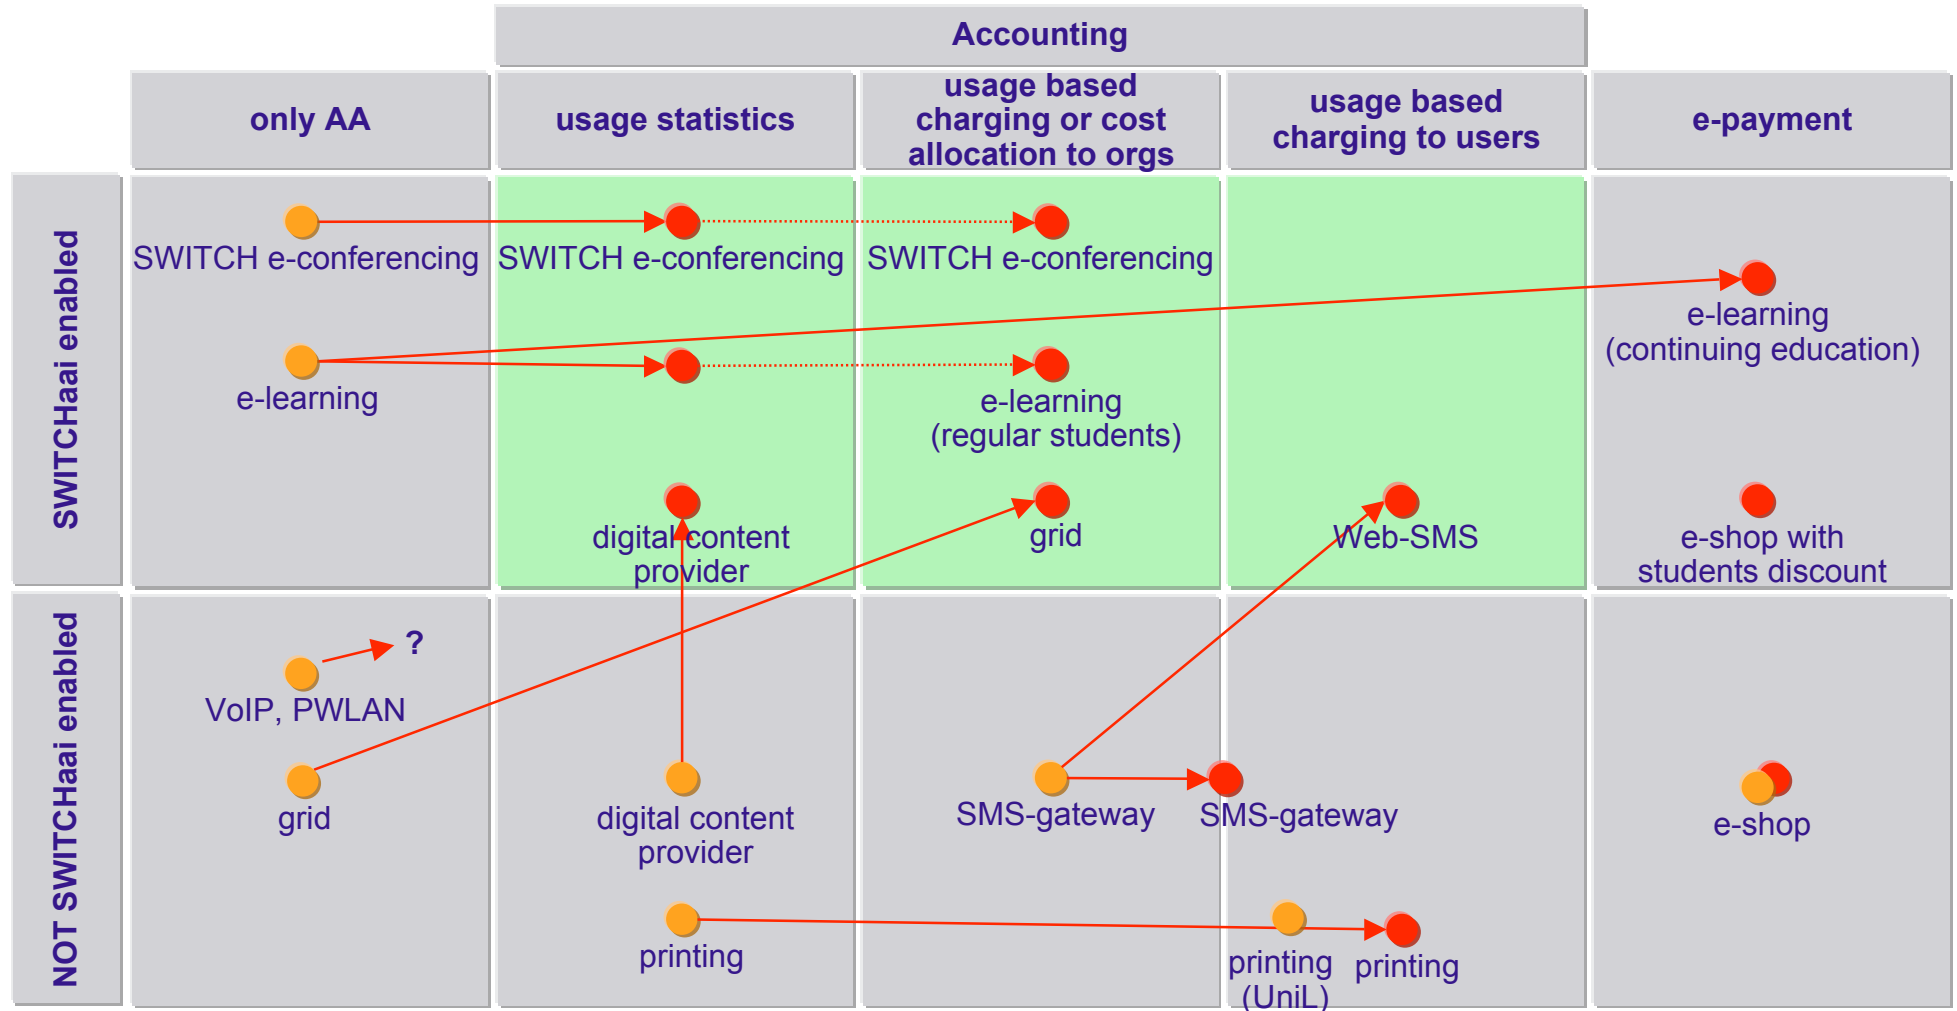 Accounting
only AA
usage statistics
usage based
charging or cost
allocation to orgs
usage based
charging to users
e-payment
SWITCHaai enabled
SWITCH e-conferencing
SWITCH e-conferencing
SWITCH e-conferencing
e-learning
(continuing education)
e-learning
e-learning
(regular students)
digital content
provider
grid
Web-SMS
e-shop with
students discount
NOT SWITCHaai enabled
?
VoIP, PWLAN
grid
digital content
provider
SMS-gateway
SMS-gateway
e-shop
printing
printing
(UniL)
printing